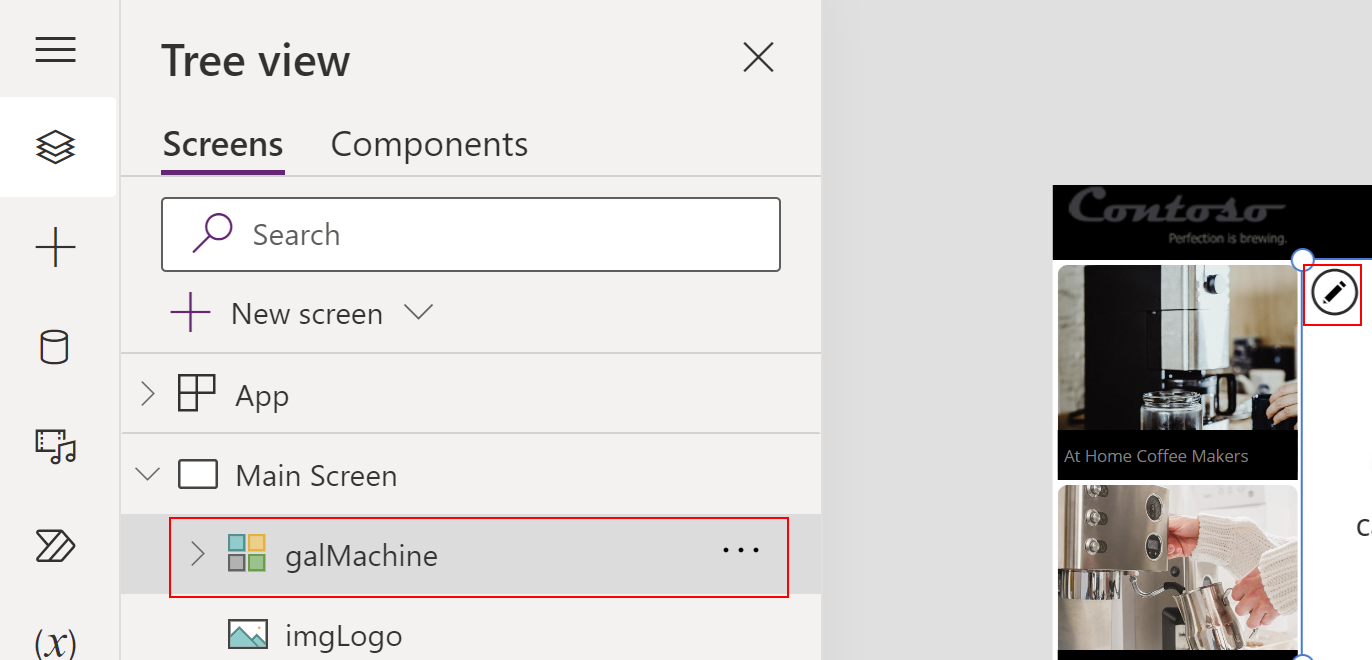 Tree view
Screens Components
Search
New screen
App
Main Screen
galMachine
imgLogo
(x)
Contoso
Perfection is brewing.
At Home Coffee Makers